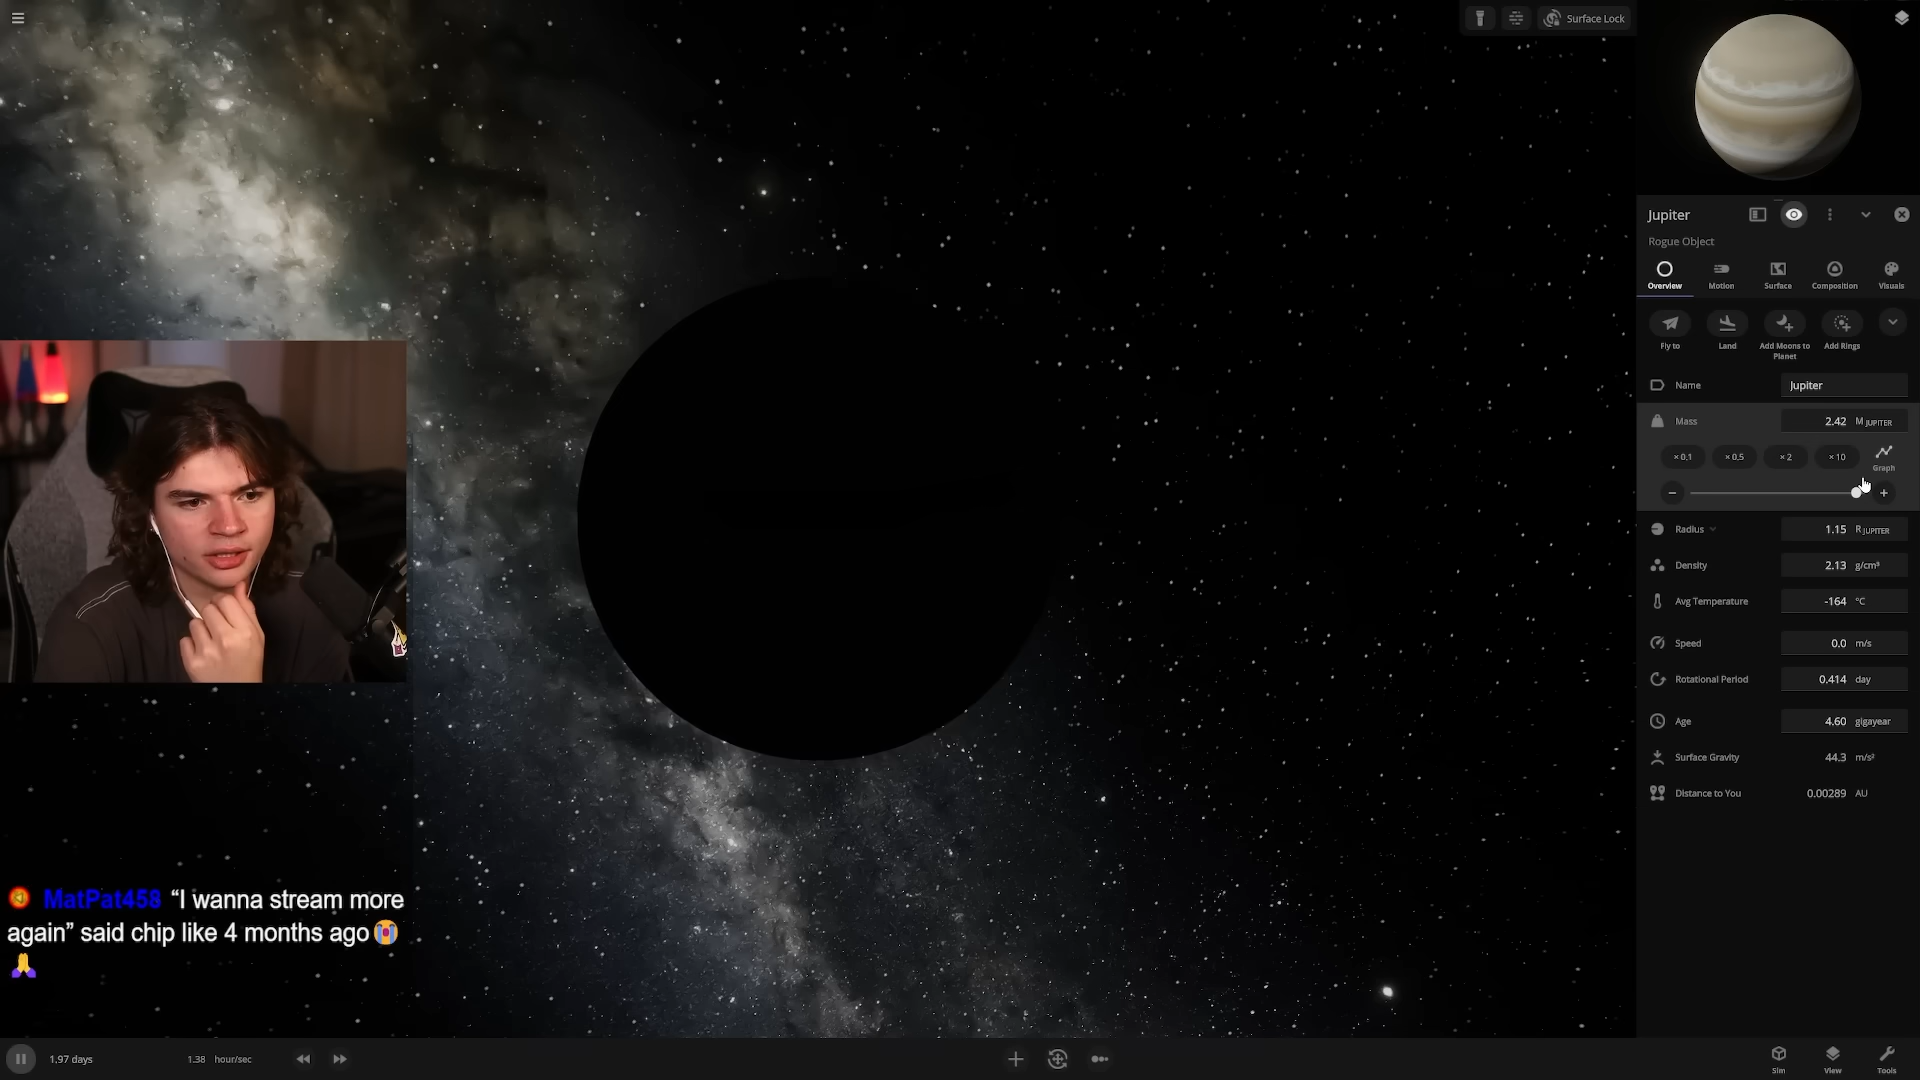 Surface Lock
Jupiter
Rogue Object
Overview Motion Surface Composition Visuals
Fly to Land Add Moons to Planet Add Rings
Name Jupiter
Mass 2.42 M JUPITER
×0.1 ×0.5 ×2 ×10 Graph
Radius 1.15 R JUPITER
Density 2.13 g/cm³
Avg Temperature -164 °C
Speed 0.0 m/s
Rotational Period 0.414 day
Age 4.60 gigayear
Surface Gravity 44.3 m/s²
Distance to You 0.00289 AU
MatPat458 “I wanna stream more
again” said chip like 4 months ago😭
🙏
1.97 days 1.38 hour/sec
Sim View Tools